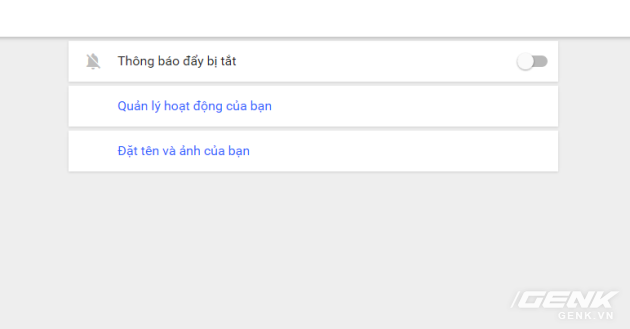 Thông báo đẩy bị tắt
Quản lý hoạt động của bạn
Đặt tên và ảnh của bạn
GENK
GENK.VN